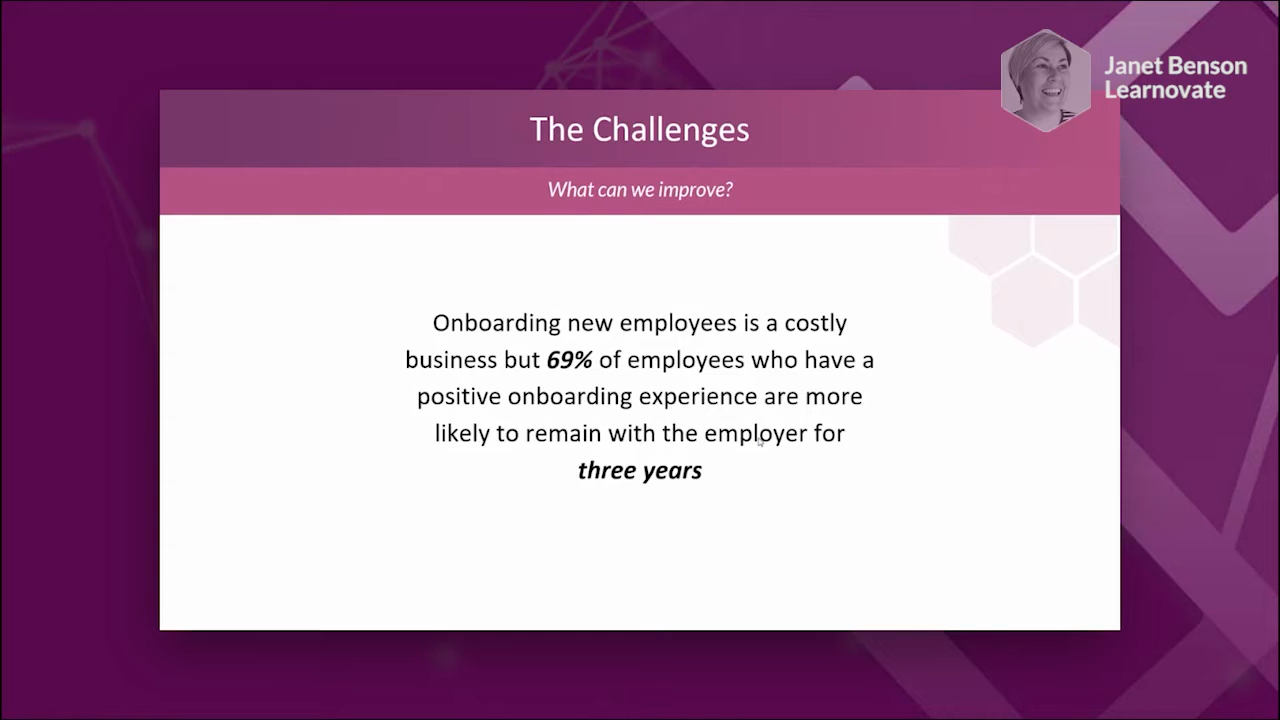 Janet Benson
Learnovate
The Challenges
What can we improve?
Onboarding new employees is a costly
business but 69% of employees who have a
positive onboarding experience are more
likely to remain with the employer for
three years